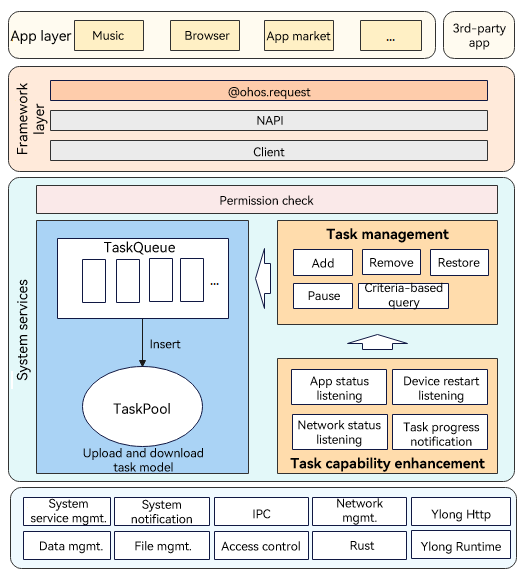 App layer
Music
Browser
App market
...
3rd-party
app
Framework
layer
@ohos.request
NAPI
Client
System services
Permission check
TaskQueue
...
Insert
TaskPool
Upload and download
task model
Task management
Add
Remove
Restore
Pause
Criteria-based
query
App status
listening
Device restart
listening
Network status
listening
Task progress
notification
Task capability enhancement
System
service mgmt.
System
notification
IPC
Network
mgmt.
Ylong Http
Data mgmt.
File mgmt.
Access control
Rust
Ylong Runtime